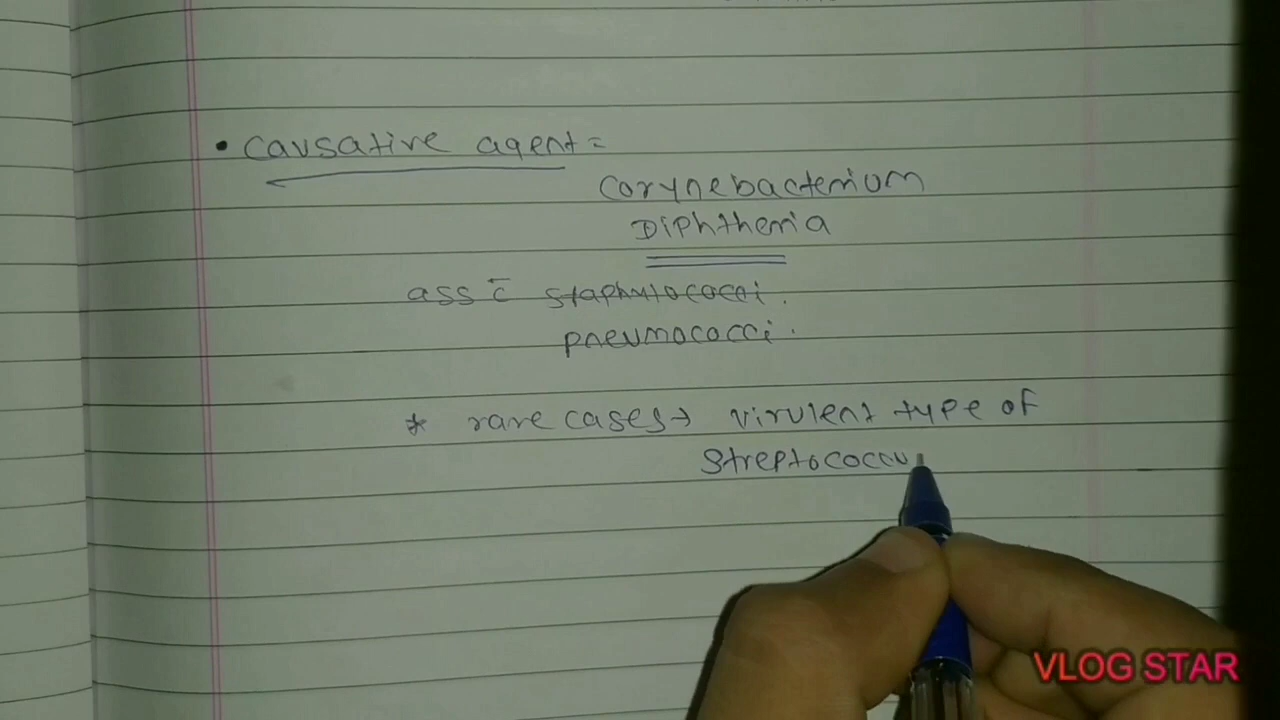 • Causative agent =
Corynebacterium
Diphtheria
ass c̄ staphylococci.
pneumococci.
* rare cases → virulent type of
Streptococcu
VLOG STAR